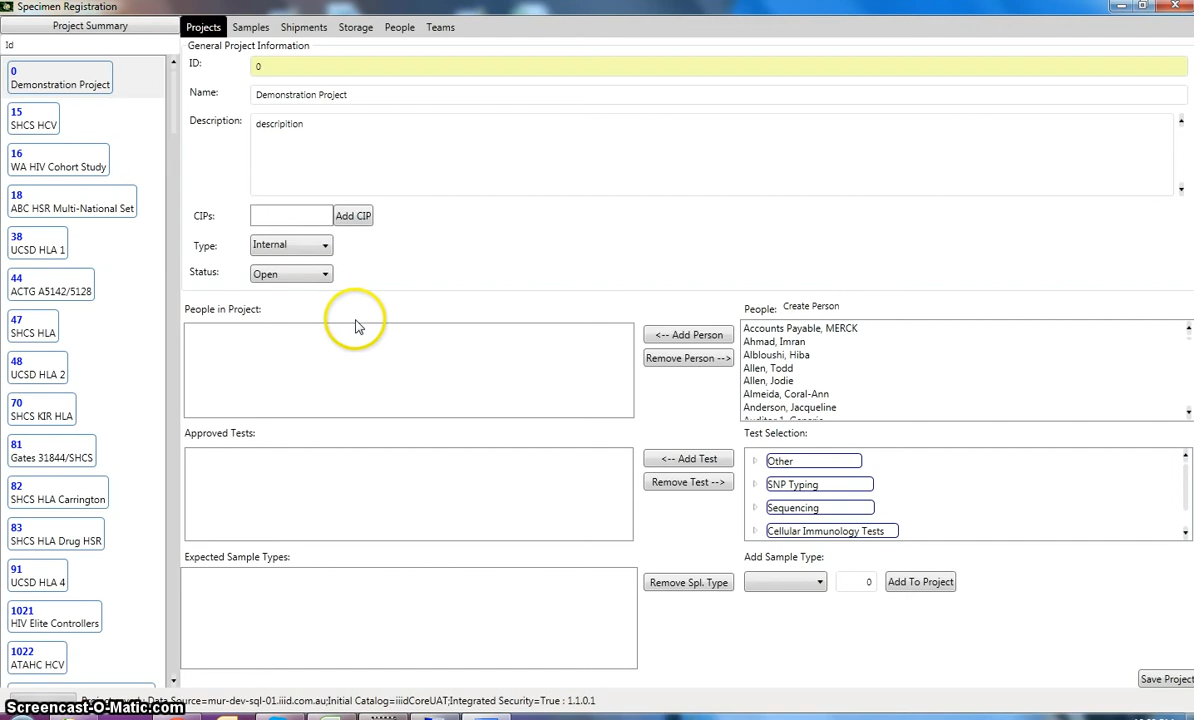 Specimen Registration
Project Summary
Id
0
Demonstration Project
15
SHCS HCV
16
WA HIV Cohort Study
18
ABC HSR Multi-National Set
38
UCSD HLA 1
44
ACTG A5142/5128
47
SHCS HLA
48
UCSD HLA 2
70
SHCS KIR HLA
81
Gates 31844/SHCS
82
SHCS HLA Carrington
83
SHCS HLA Drug HSR
91
UCSD HLA 4
1021
HIV Elite Controllers
1022
ATAHC HCV
Projects Samples Shipments Storage People Teams
General Project Information
ID: 0
Name: Demonstration Project
Description: descripition
CIPs: Add CIP
Type: Internal
Status: Open
People in Project:
<-- Add Person
Remove Person -->
People: Create Person
Accounts Payable, MERCK
Ahmad, Imran
Albloushi, Hiba
Allen, Todd
Allen, Jodie
Almeida, Coral-Ann
Anderson, Jacqueline
Approved Tests:
<-- Add Test
Remove Test -->
Test Selection:
Other
SNP Typing
Sequencing
Cellular Immunology Tests
Expected Sample Types:
Remove Spl. Type
Add Sample Type:
0 Add To Project
Save Project
Data Source=mur-dev-sql-01.iiid.com.au;Initial Catalog=iiidCoreUAT;Integrated Security=True : 1.1.0.1
Screencast-O-Matic.com